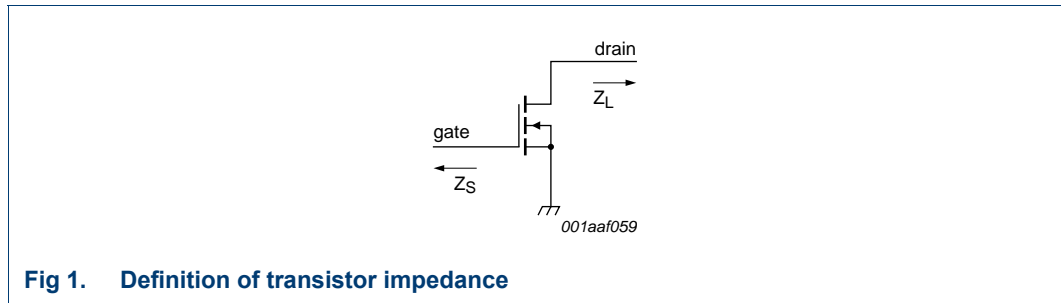 drain
Z_L
gate
Z_S
001aaf059
Fig 1. Definition of transistor impedance